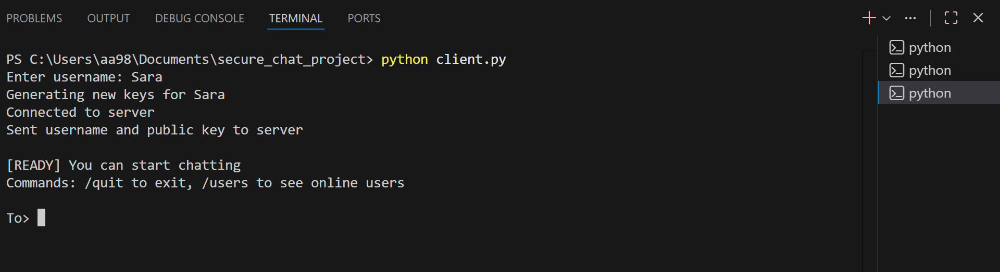 PROBLEMS OUTPUT DEBUG CONSOLE TERMINAL PORTS
PS C:\Users\aa98\Documents\secure_chat_project> python client.py
Enter username: Sara
Generating new keys for Sara
Connected to server
Sent username and public key to server
[READY] You can start chatting
Commands: /quit to exit, /users to see online users
To>
python
python
python